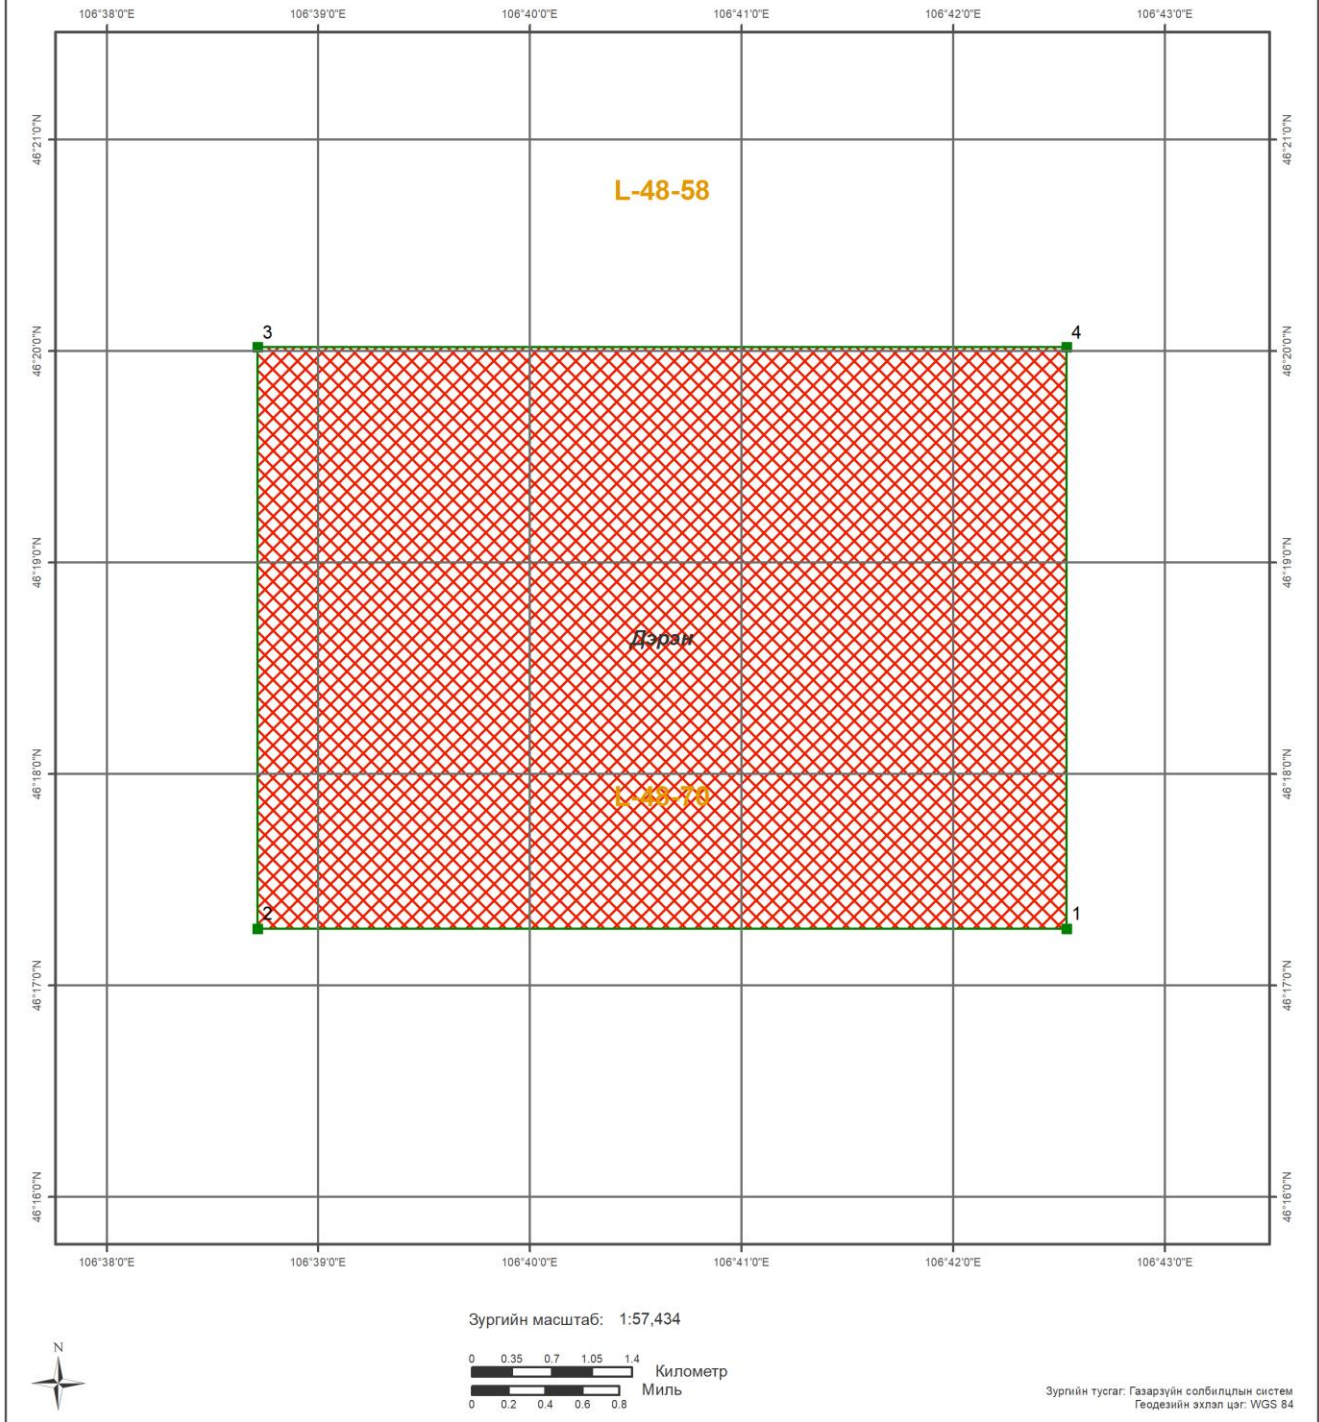 106°38'0"E 106°39'0"E 106°40'0"E 106°41'0"E 106°42'0"E 106°43'0"E
46°21'0"N 46°21'0"N
L-48-58
3 4
46°20'0"N 46°20'0"N
46°19'0"N 46°19'0"N
Дэрэн
46°18'0"N 46°18'0"N
L-48-70
2 1
46°17'0"N 46°17'0"N
46°16'0"N 46°16'0"N
106°38'0"E 106°39'0"E 106°40'0"E 106°41'0"E 106°42'0"E 106°43'0"E
Зургийн масштаб: 1:57,434
N
0 0.35 0.7 1.05 1.4
Километр
Миль
0 0.2 0.4 0.6 0.8
Зургийн тусгаг: Газарзүйн солбилцлын систем
Геодезийн эхлэл цэг: WGS 84